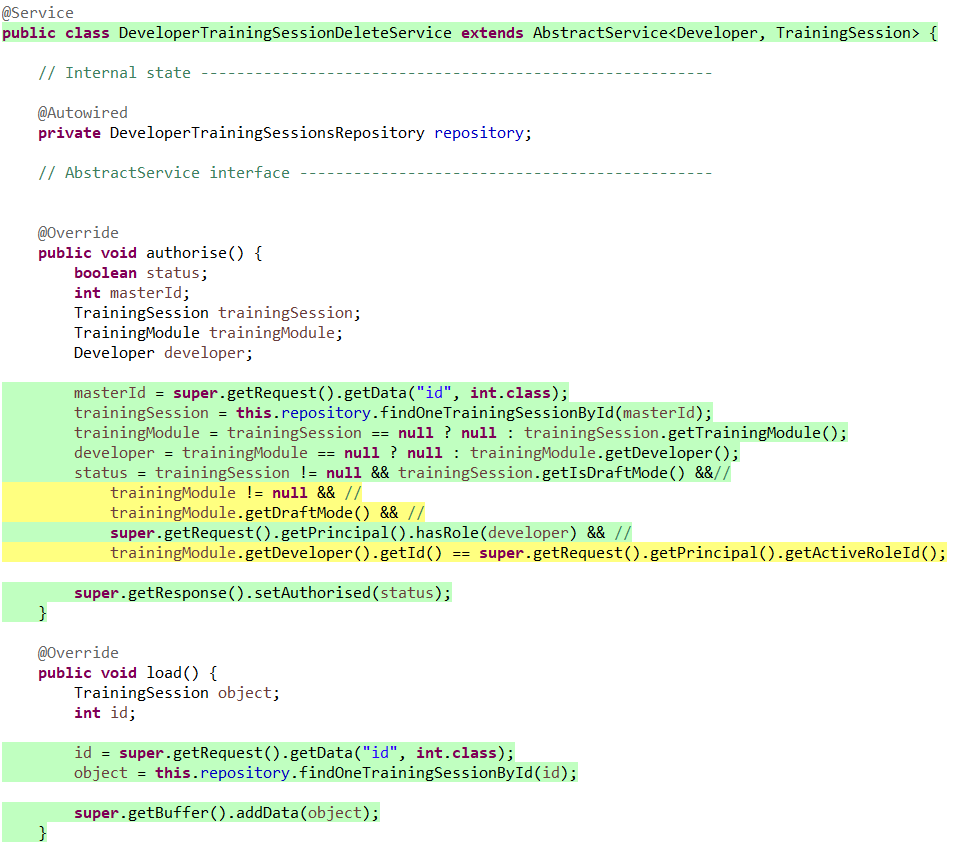 @Service
public class DeveloperTrainingSessionDeleteService extends AbstractService<Developer, TrainingSession> {
// Internal state ---------------------------------------------------------
@Autowired
private DeveloperTrainingSessionsRepository repository;
// AbstractService interface ----------------------------------------------
@Override
public void authorise() {
boolean status;
int masterId;
TrainingSession trainingSession;
TrainingModule trainingModule;
Developer developer;
masterId = super.getRequest().getData("id", int.class);
trainingSession = this.repository.findOneTrainingSessionById(masterId);
trainingModule = trainingSession == null ? null : trainingSession.getTrainingModule();
developer = trainingModule == null ? null : trainingModule.getDeveloper();
status = trainingSession != null && trainingSession.getIsDraftMode() &&//
trainingModule != null && //
trainingModule.getDraftMode() && //
super.getRequest().getPrincipal().hasRole(developer) && //
trainingModule.getDeveloper().getId() == super.getRequest().getPrincipal().getActiveRoleId();
super.getResponse().setAuthorised(status);
}
@Override
public void load() {
TrainingSession object;
int id;
id = super.getRequest().getData("id", int.class);
object = this.repository.findOneTrainingSessionById(id);
super.getBuffer().addData(object);
}